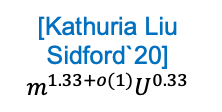 [Kathuria Liu
Sidford`20]
𝑚^{1.33+𝑜(1)}𝑈^{0.33}